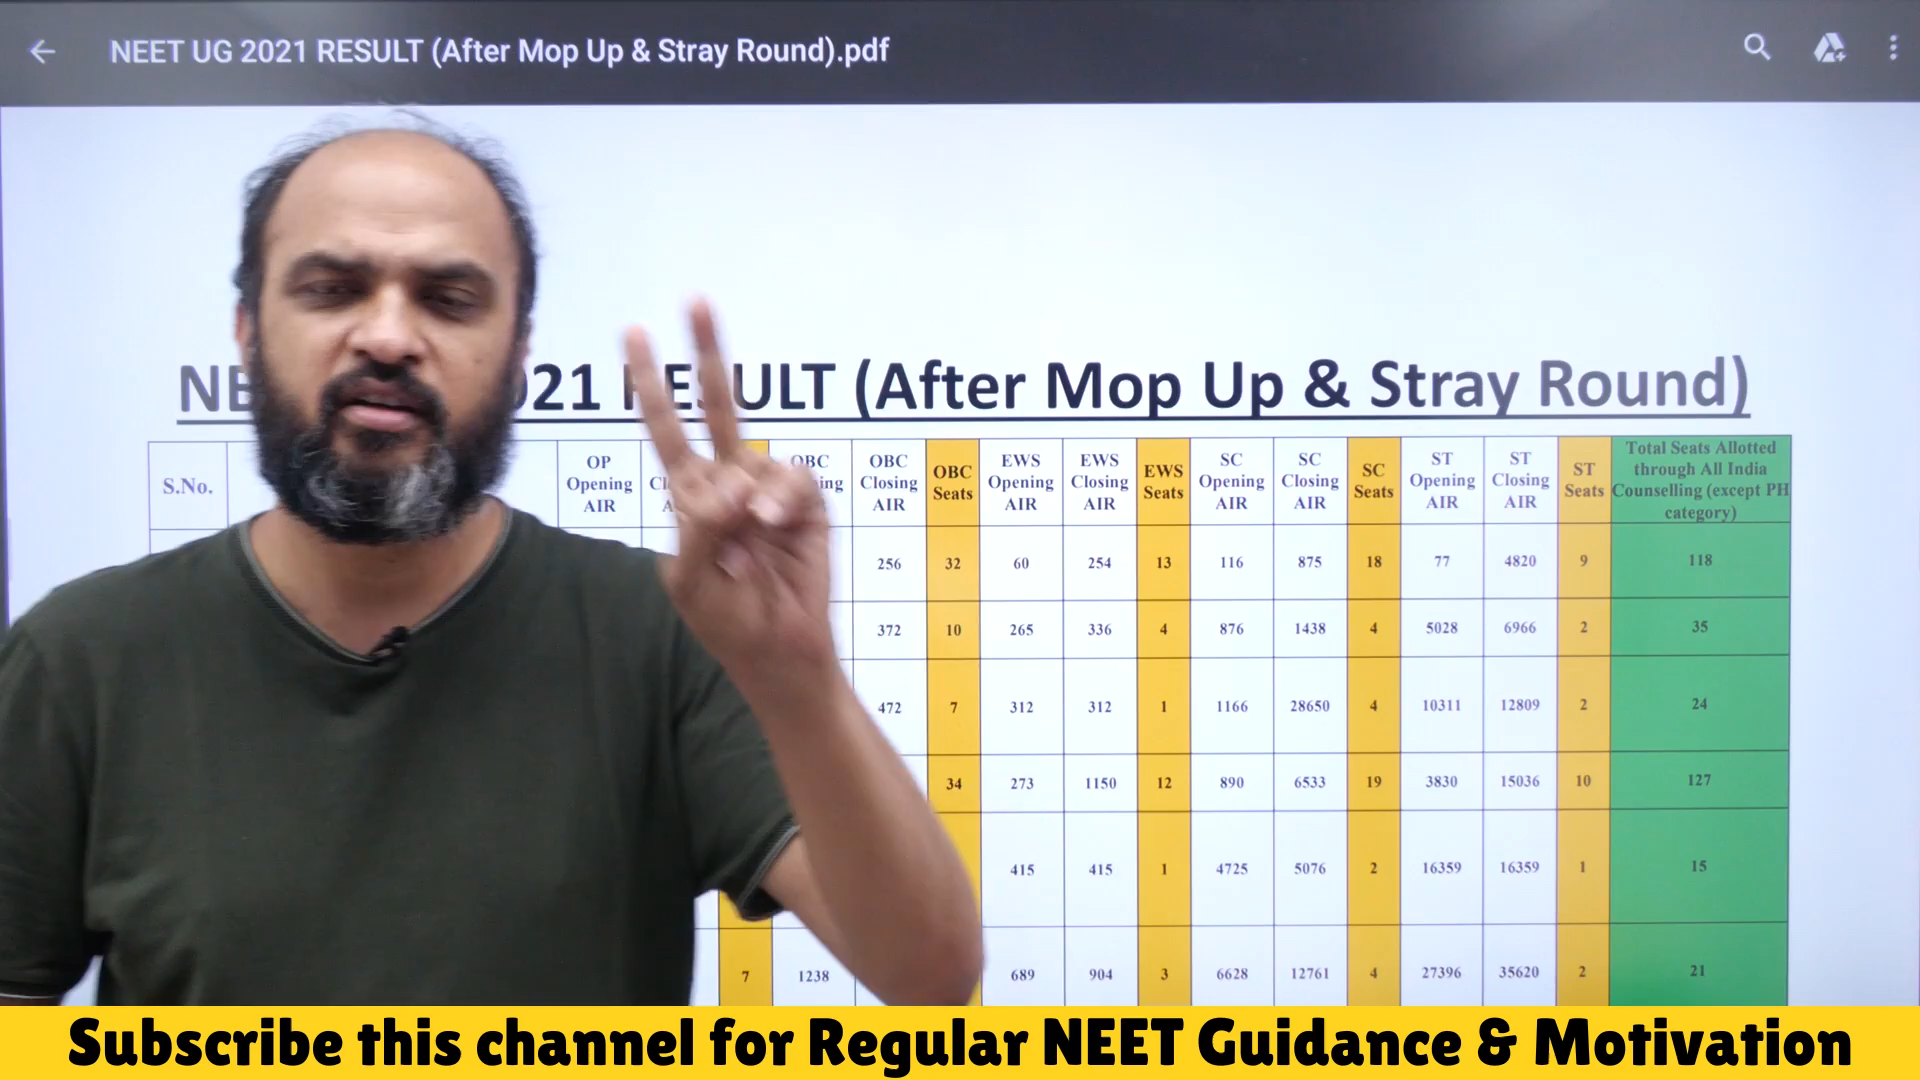 NEET UG 2021 RESULT (After Mop Up & Stray Round).pdf
021 RESULT (After Mop Up & Stray Round)
S.No. OP Opening AIR OBC OBC Closing AIR OBC Seats EWS Opening AIR EWS Closing AIR EWS Seats SC Opening AIR SC Closing AIR SC Seats ST Opening AIR ST Closing AIR ST Seats Total Seats Allotted through All India Counselling (except PH category)
256 32 60 254 13 116 875 18 77 4820 9 118
372 10 265 336 4 876 1438 4 5028 6966 2 35
472 7 312 312 1 1166 28650 4 10311 12809 2 24
34 273 1150 12 890 6533 19 3830 15036 10 127
415 415 1 4725 5076 2 16359 16359 1 15
7 1238 689 904 3 6628 12761 4 27396 35620 2 21
Subscribe this channel for Regular NEET Guidance & Motivation